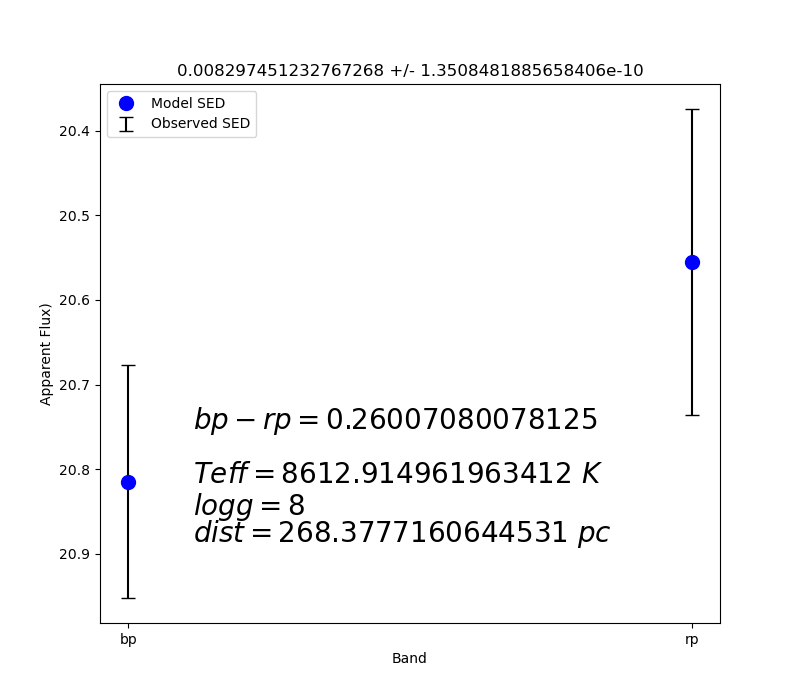 0.008297451232767268 +/- 1.3508481885658406e-10
Model SED
Observed SED
20.4
20.5
20.6
20.7
20.8
20.9
Apparent Flux)
bp − rp = 0.26007080078125
Teff = 8612.914961963412 K
logg = 8
dist = 268.3777160644531 pc
bp
rp
Band